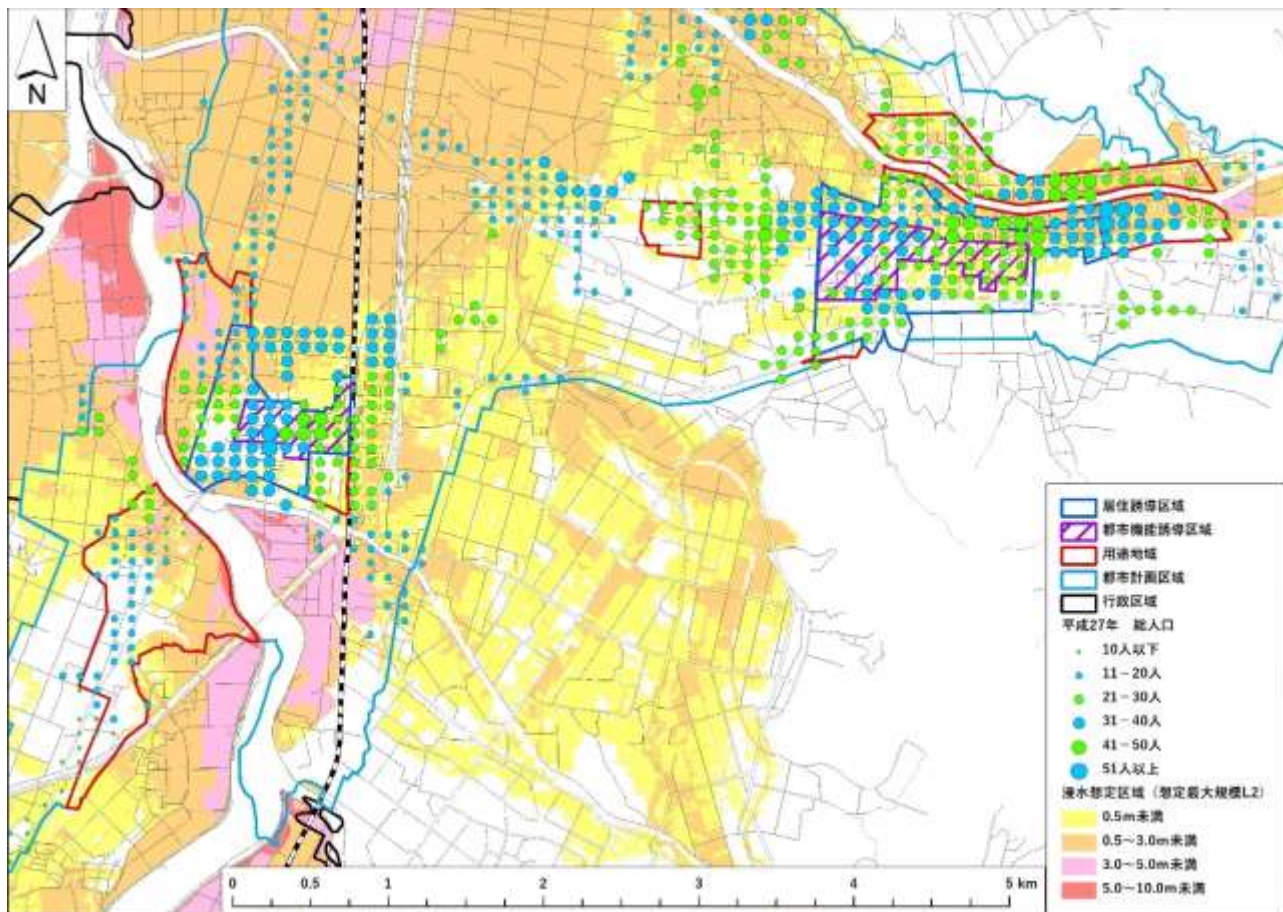 N
居住誘導区域
都市機能誘導区域
用途地域
都市計画区域
行政区域
平成27年　総人口
10人以下
11－20人
21－30人
31－40人
41－50人
51人以上
浸水想定区域（想定最大規模L2）
0.5m未満
0.5～3.0m未満
3.0～5.0m未満
5.0～10.0m未満
0 0.5 1 2 3 4 5 km